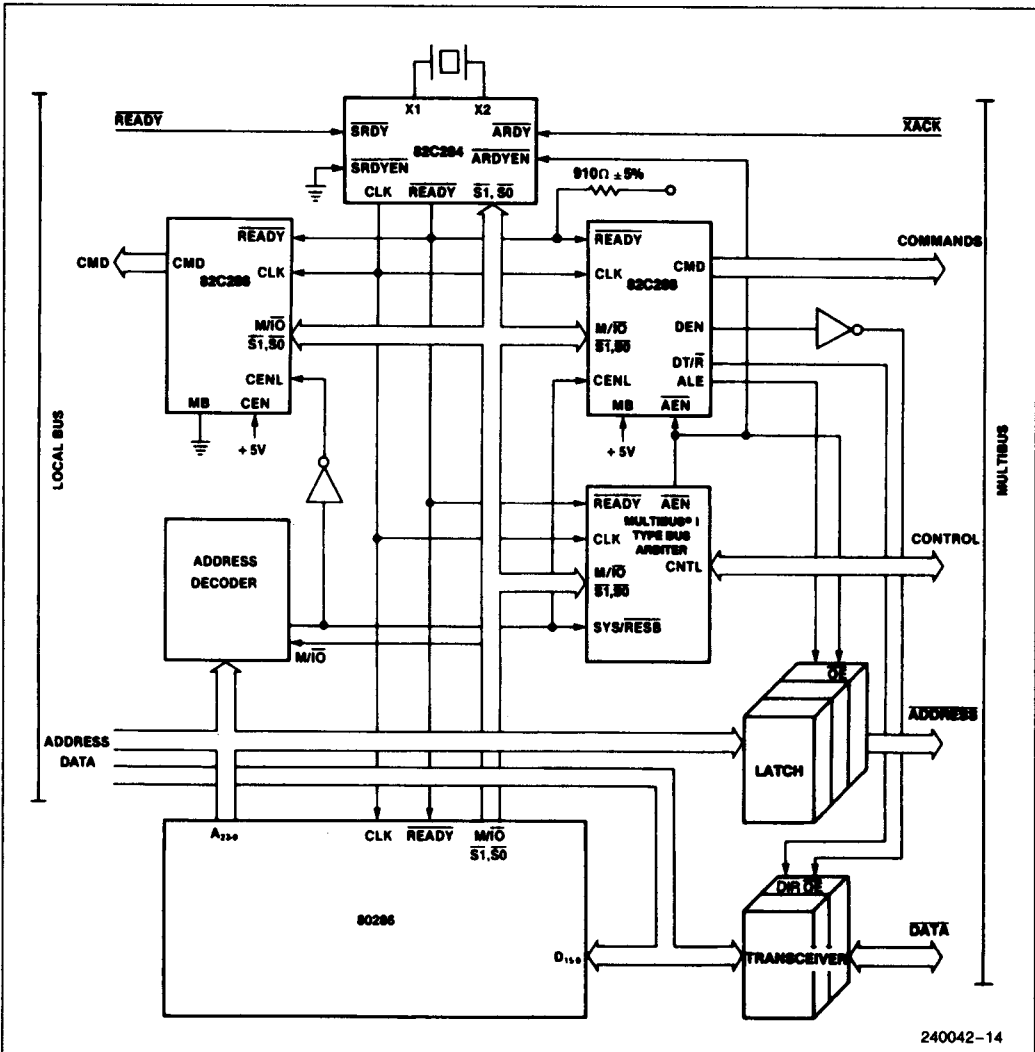 X1 X2
READY
SRDY
ARDY
XACK
82C284
SRDYEN
ARDYEN
910Ω ±5%
CLK READY S1, S0
READY
READY
COMMANDS
CMD
CMD
CLK
CLK
CMD
82C288
82C288
M/IO
S1,S0
M/IO
S1,S0
DEN
DT/R
CENL
CENL
ALE
MB
CEN
MB
AEN
+5V
+5V
LOCAL BUS
MULTIBUS
READY AEN
MULTIBUS® I
TYPE BUS
ARBITER
CLK
CONTROL
CNTL
ADDRESS
DECODER
M/IO
S1,S0
SYS/RESB
M/IO
OE
ADDRESS
ADDRESS
DATA
LATCH
A23-0
CLK READY M/IO
S1,S0
DIR OE
80286
DATA
D15-0
TRANSCEIVER
240042-14